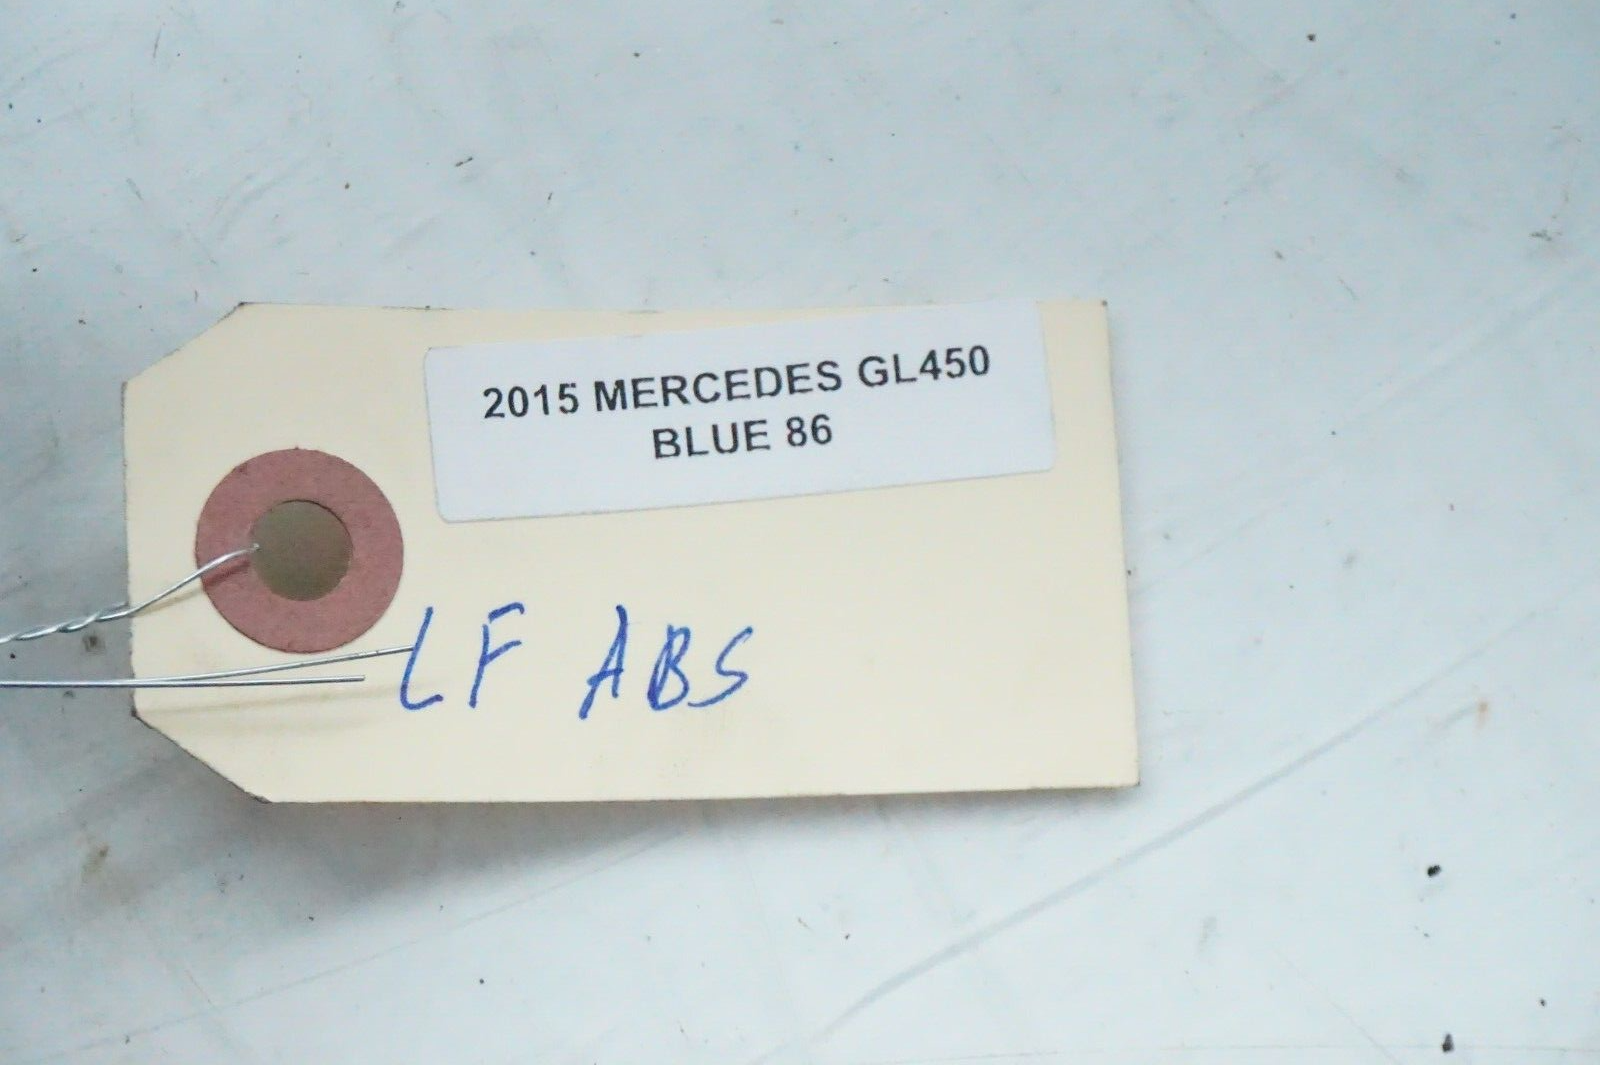 2015 MERCEDES GL450
BLUE 86
LF ABS